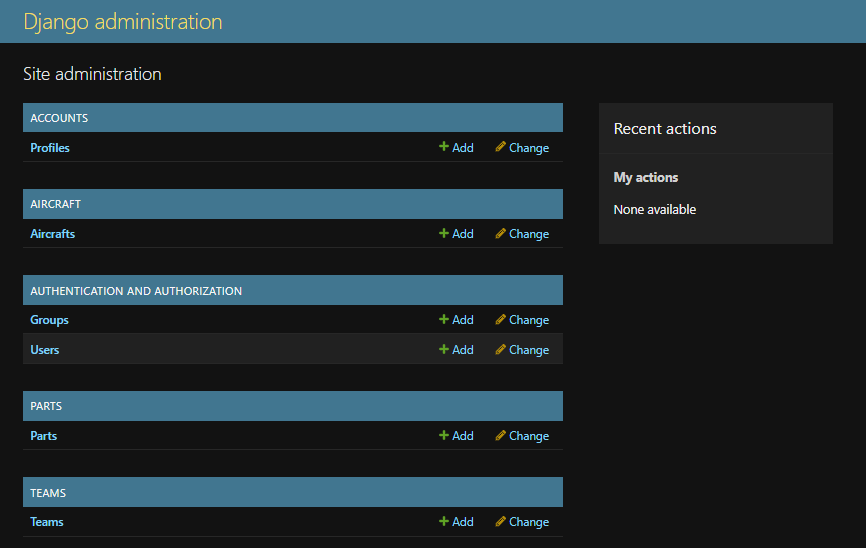 Django administration
Site administration
ACCOUNTS
Profiles Add Change
AIRCRAFT
Aircrafts Add Change
AUTHENTICATION AND AUTHORIZATION
Groups Add Change
Users Add Change
PARTS
Parts Add Change
TEAMS
Teams Add Change
Recent actions
My actions
None available